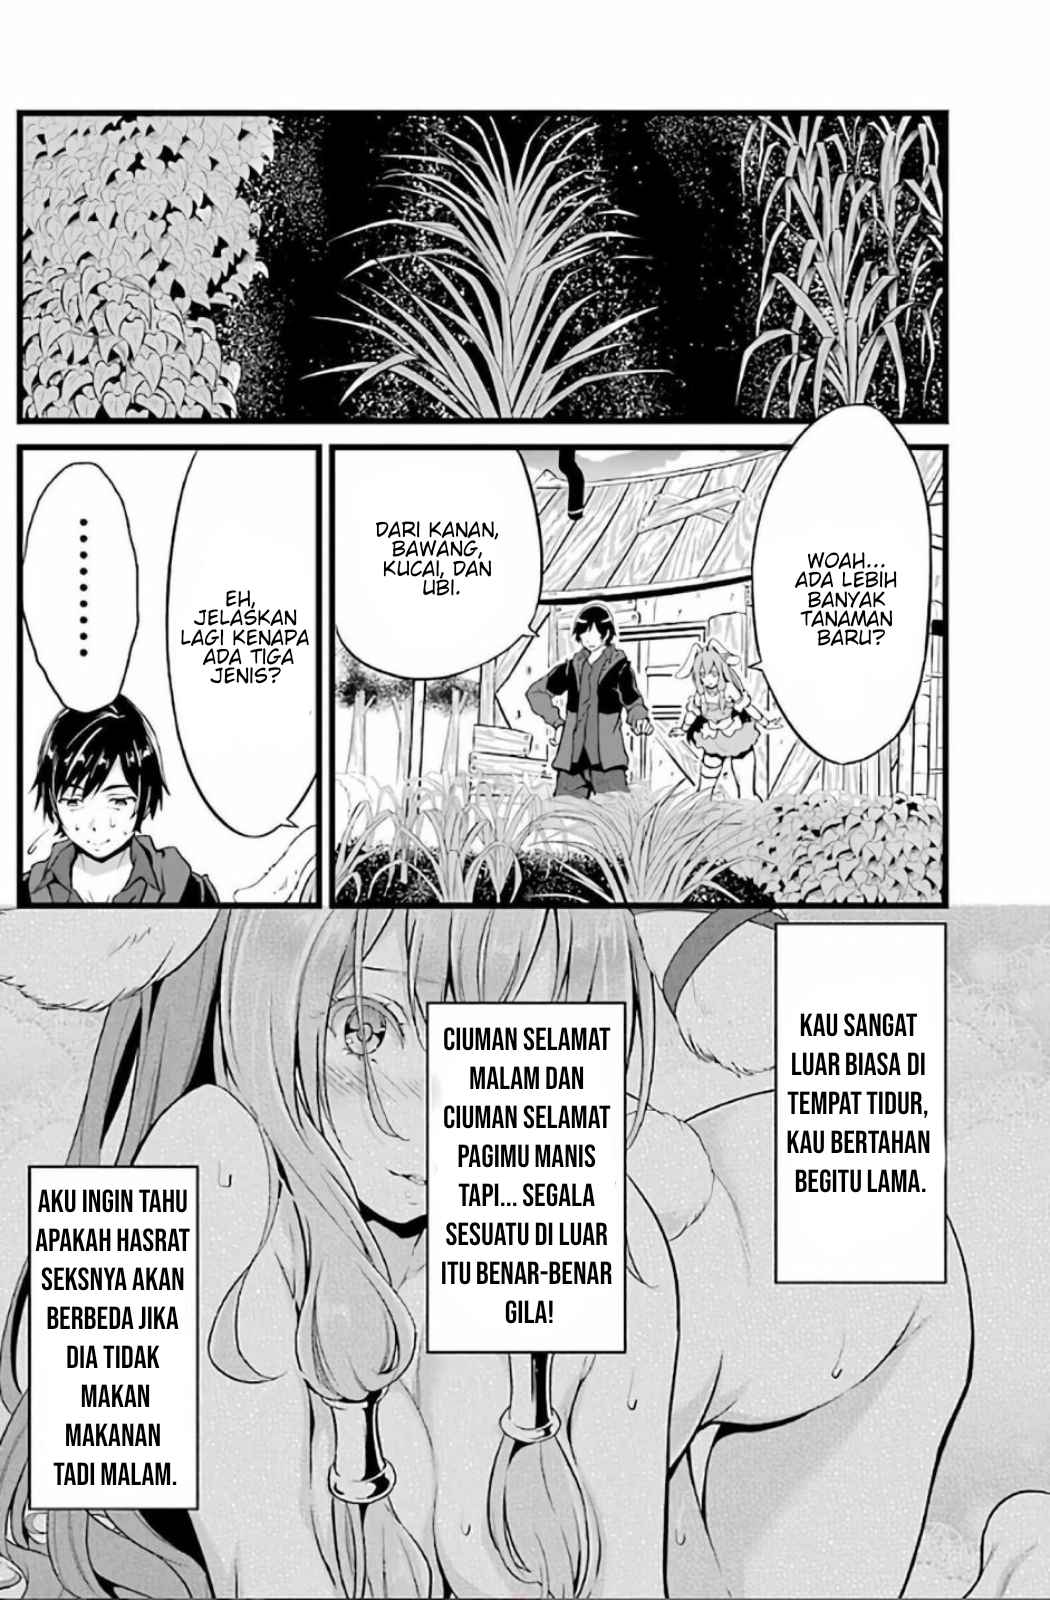 WOAH...
ADA LEBIH
BANYAK
TANAMAN
BARU?
DARI KANAN,
BAWANG,
KUCAI, DAN
UBI.
EH,
JELASKAN
LAGI KENAPA
ADA TIGA
JENIS?
.........
KAU SANGAT
LUAR BIASA DI
TEMPAT TIDUR,
KAU BERTAHAN
BEGITU LAMA.
CIUMAN SELAMAT
MALAM DAN
CIUMAN SELAMAT
PAGIMU MANIS
TAPI... SEGALA
SESUATU DI LUAR
ITU BENAR-BENAR
GILA!
AKU INGIN TAHU
APAKAH HASRAT
SEKSNYA AKAN
BERBEDA JIKA
DIA TIDAK
MAKAN
MAKANAN
TADI MALAM.